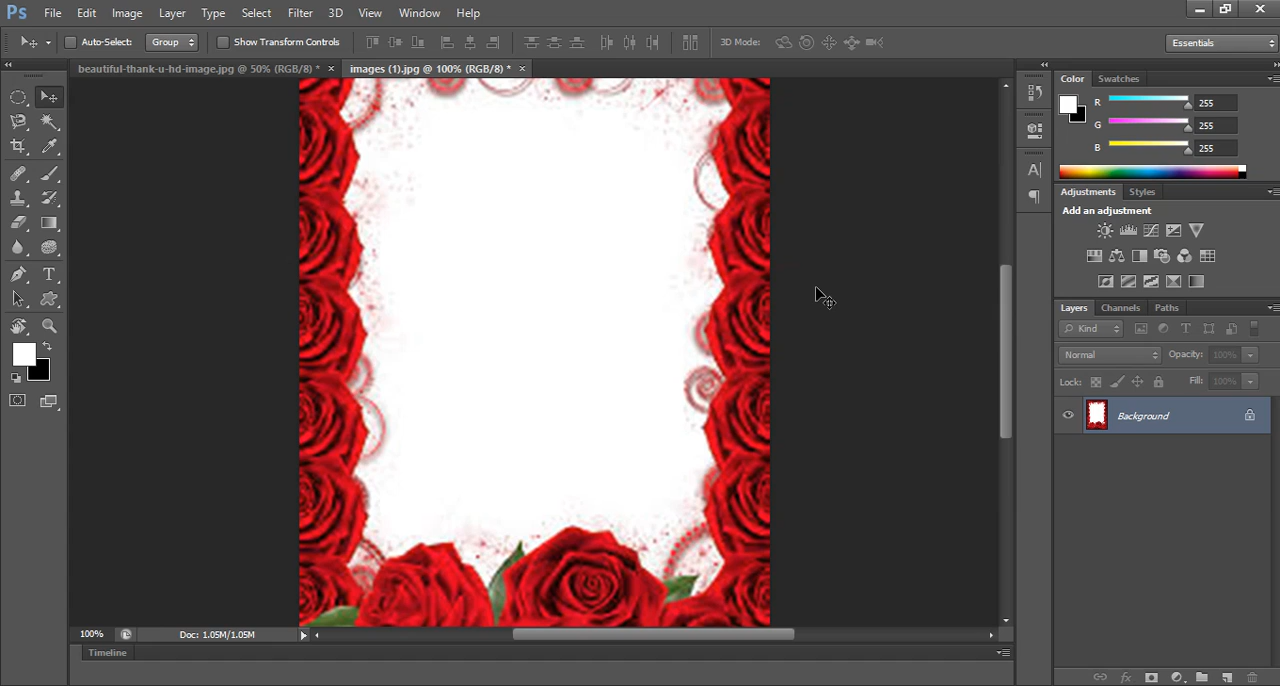 Ps File Edit Image Layer Type Select Filter 3D View Window Help
Auto-Select: Group Show Transform Controls 3D Mode: Essentials
beautiful-thank-u-hd-image.jpg @ 50% (RGB/8) * × images (1).jpg @ 100% (RGB/8) * ×
Color Swatches
R 255
G 255
B 255
Adjustments Styles
Add an adjustment
Layers Channels Paths
Kind
Normal Opacity: 100%
Lock: Fill: 100%
Background
100% Doc: 1.05M/1.05M
Timeline